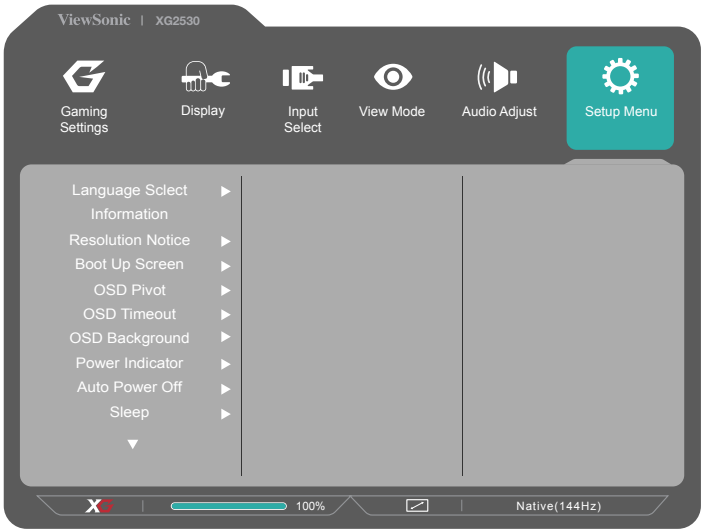 ViewSonic | XG2530
Gaming
Settings
Display
Input
Select
View Mode
Audio Adjust
Setup Menu
Language Sclect
Information
Resolution Notice
Boot Up Screen
OSD Pivot
OSD Timeout
OSD Background
Power Indicator
Auto Power Off
Sleep
XG | 100% | Native(144Hz)